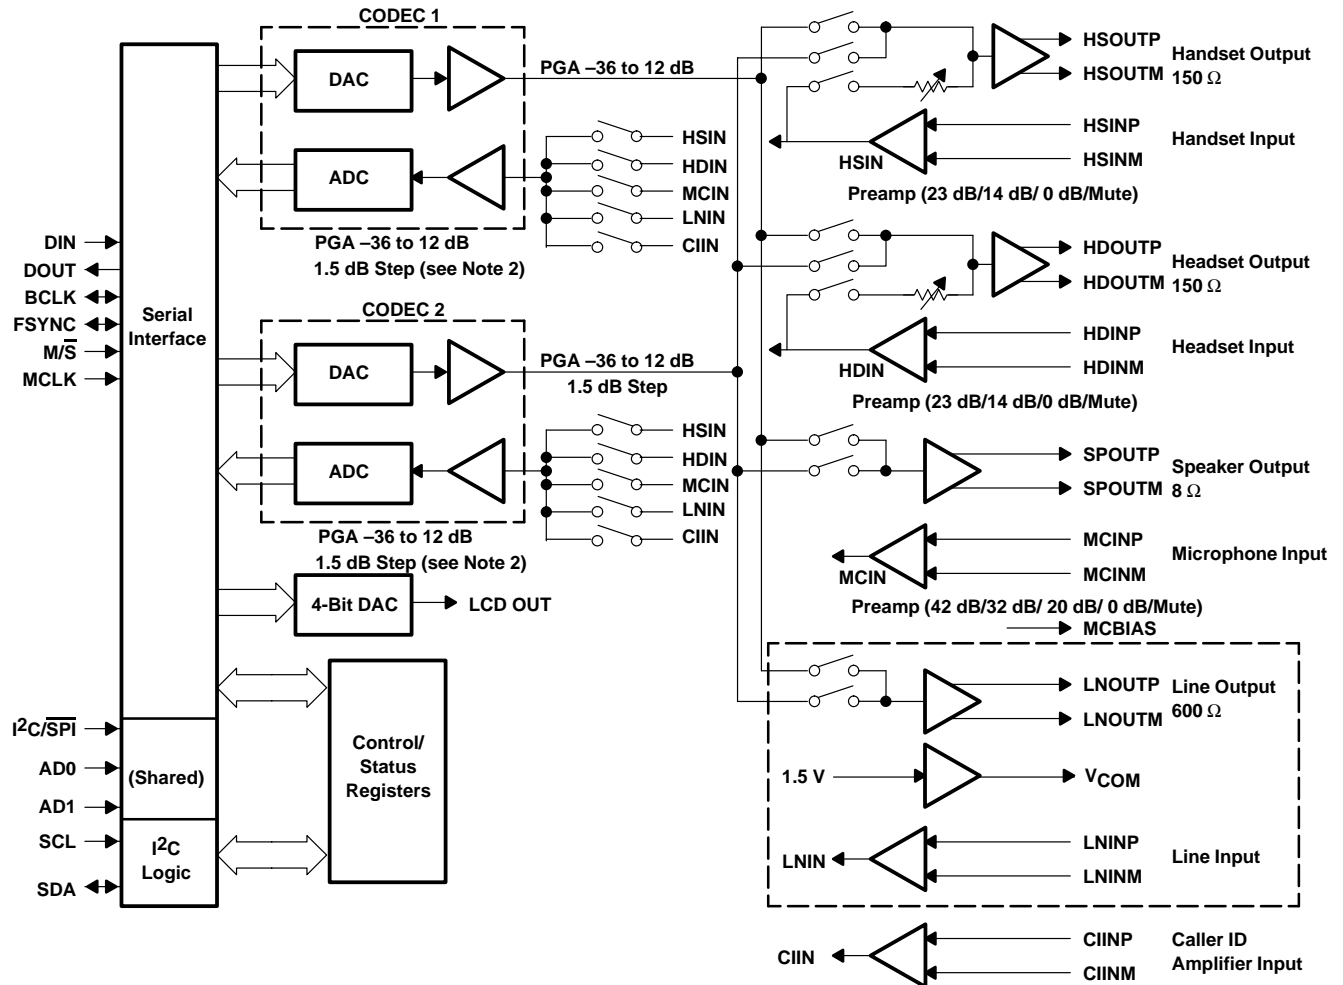 CODEC 1
DAC
PGA –36 to 12 dB
ADC
HSIN
HDIN
MCIN
LNIN
CIIN
PGA –36 to 12 dB
1.5 dB Step (see Note 2)
DIN
DOUT
BCLK
FSYNC
M/S̅
MCLK
Serial
Interface
CODEC 2
DAC
PGA –36 to 12 dB
1.5 dB Step
ADC
HSIN
HDIN
MCIN
LNIN
CIIN
PGA –36 to 12 dB
1.5 dB Step (see Note 2)
4-Bit DAC
LCD OUT
I²C/S̅P̅I̅
AD0
AD1
SCL
SDA
(Shared)
I²C
Logic
Control/
Status
Registers
HSOUTP
HSOUTM
Handset Output
150 Ω
HSINP
HSINM
Handset Input
HSIN
Preamp (23 dB/14 dB/ 0 dB/Mute)
HDOUTP
HDOUTM
Headset Output
150 Ω
HDINP
HDINM
Headset Input
HDIN
Preamp (23 dB/14 dB/0 dB/Mute)
SPOUTP
SPOUTM
Speaker Output
8 Ω
MCINP
MCINM
Microphone Input
MCIN
Preamp (42 dB/32 dB/ 20 dB/ 0 dB/Mute)
MCBIAS
LNOUTP
LNOUTM
Line Output
600 Ω
1.5 V
VCOM
LNINP
LNINM
Line Input
LNIN
CIINP
CIINM
Caller ID
Amplifier Input
CIIN